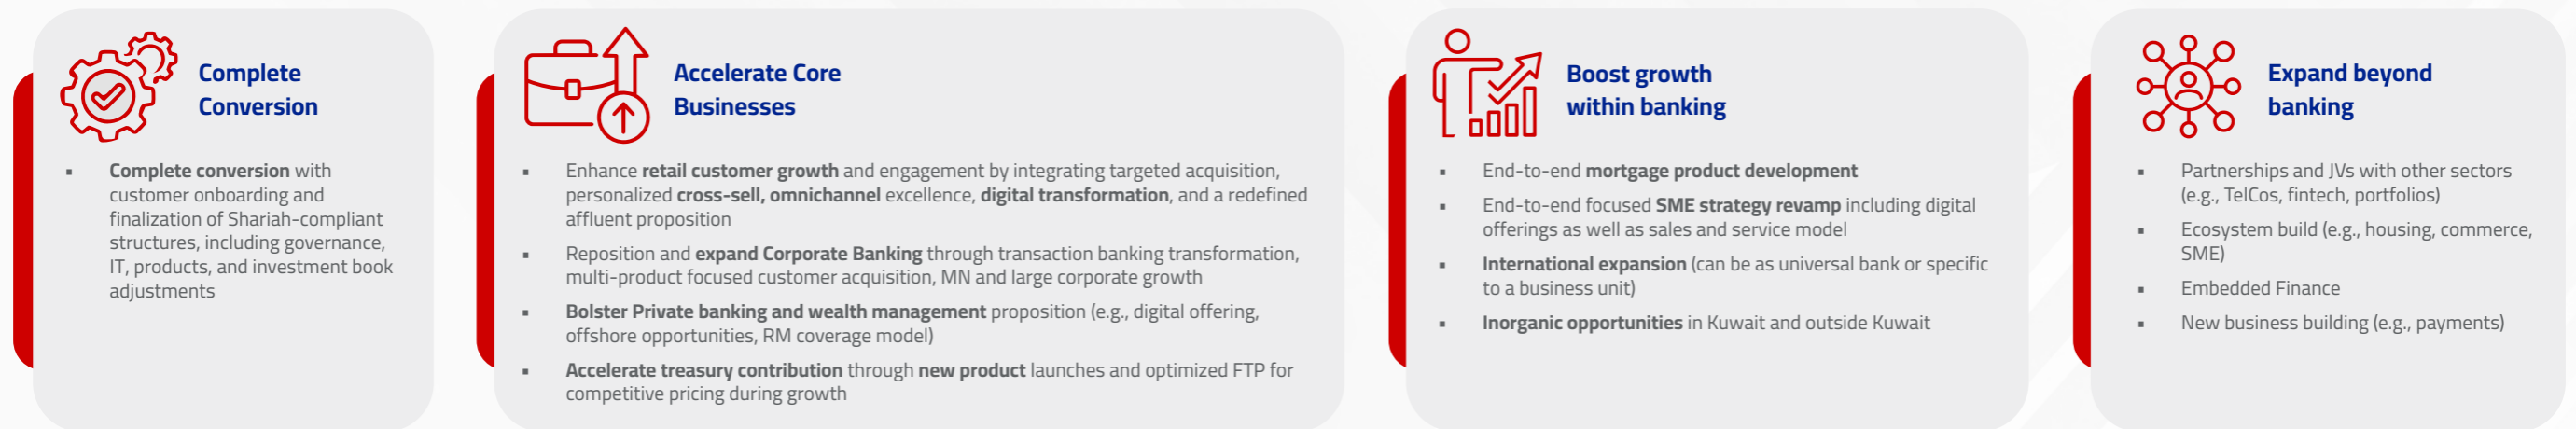 Complete
Conversion
▪ Complete conversion with
customer onboarding and
finalization of Shariah-compliant
structures, including governance,
IT, products, and investment book
adjustments
Accelerate Core
Businesses
▪ Enhance retail customer growth and engagement by integrating targeted acquisition,
personalized cross-sell, omnichannel excellence, digital transformation, and a redefined
affluent proposition
▪ Reposition and expand Corporate Banking through transaction banking transformation,
multi-product focused customer acquisition, MN and large corporate growth
▪ Bolster Private banking and wealth management proposition (e.g., digital offering,
offshore opportunities, RM coverage model)
▪ Accelerate treasury contribution through new product launches and optimized FTP for
competitive pricing during growth
Boost growth
within banking
▪ End-to-end mortgage product development
▪ End-to-end focused SME strategy revamp including digital
offerings as well as sales and service model
▪ International expansion (can be as universal bank or specific
to a business unit)
▪ Inorganic opportunities in Kuwait and outside Kuwait
Expand beyond
banking
▪ Partnerships and JVs with other sectors
(e.g., TelCos, fintech, portfolios)
▪ Ecosystem build (e.g., housing, commerce,
SME)
▪ Embedded Finance
▪ New business building (e.g., payments)